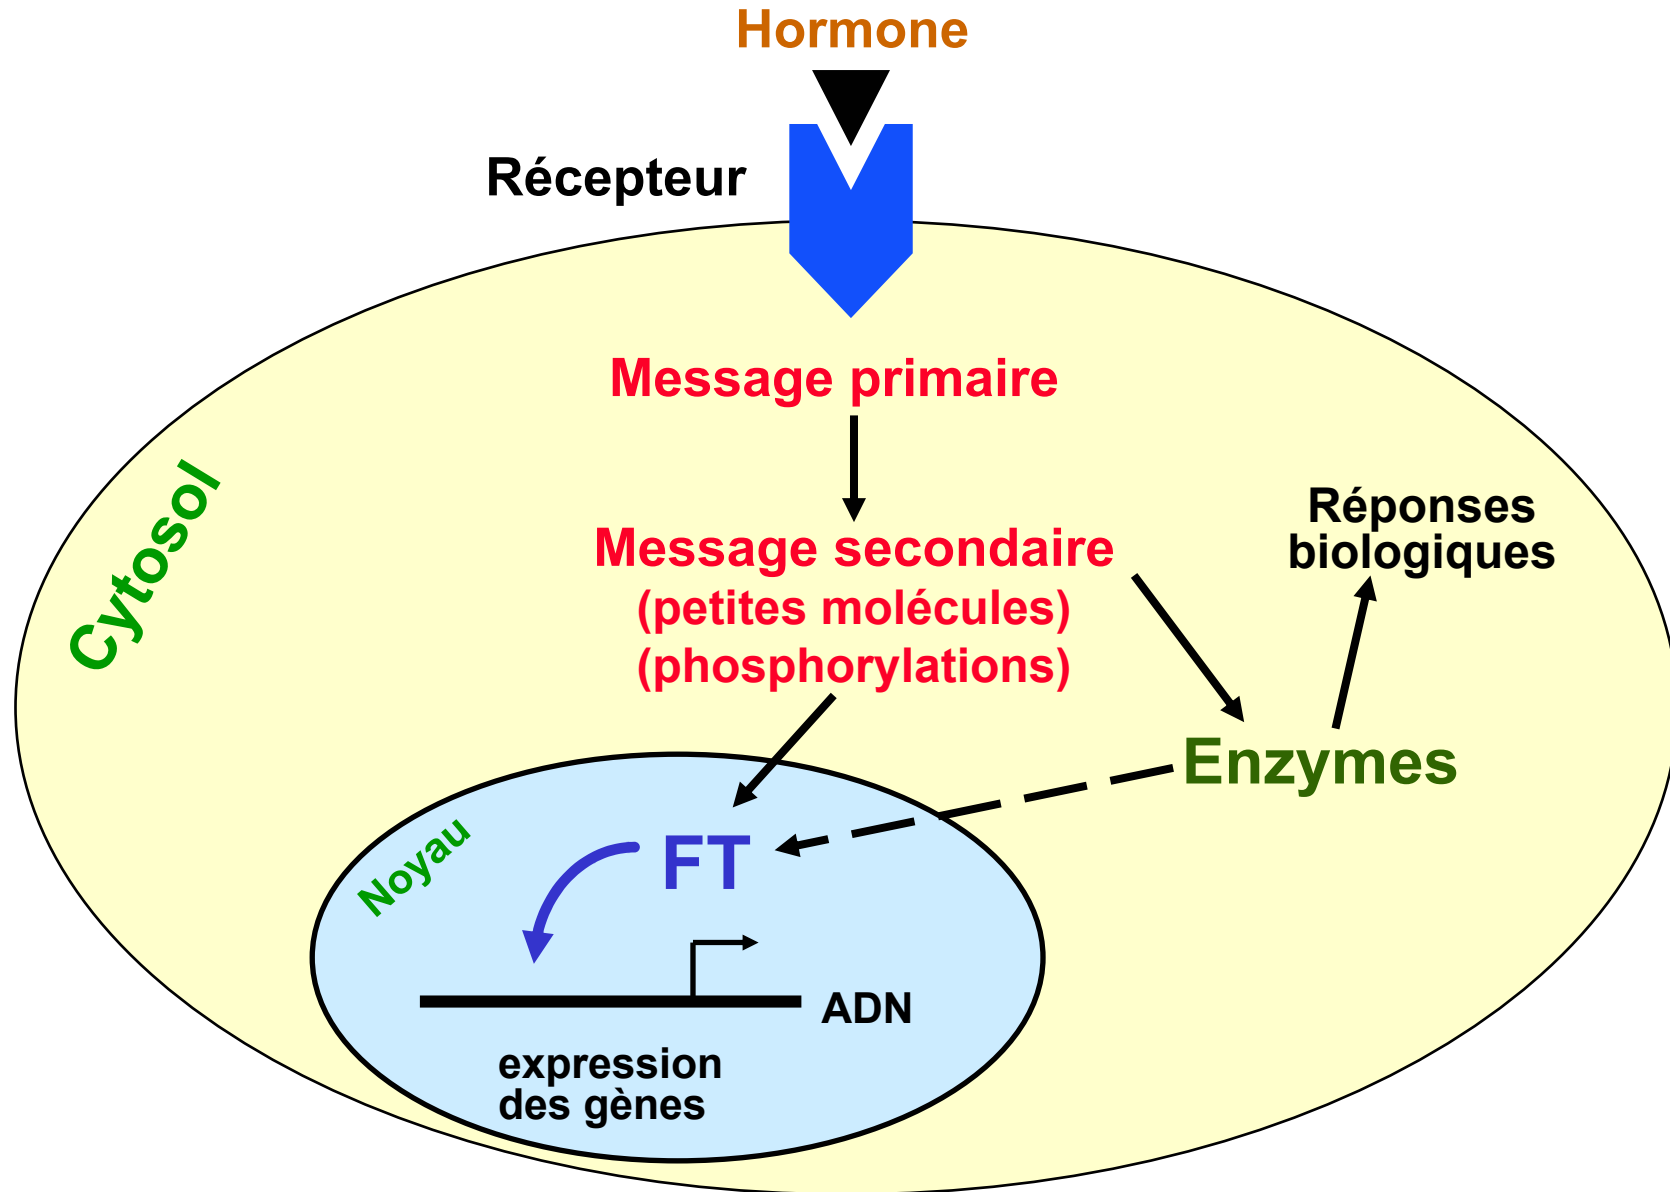 Hormone
Récepteur
Message primaire
Cytosol
Message secondaire
(petites molécules)
(phosphorylations)
Réponses
biologiques
Enzymes
Noyau
FT
ADN
expression
des gènes